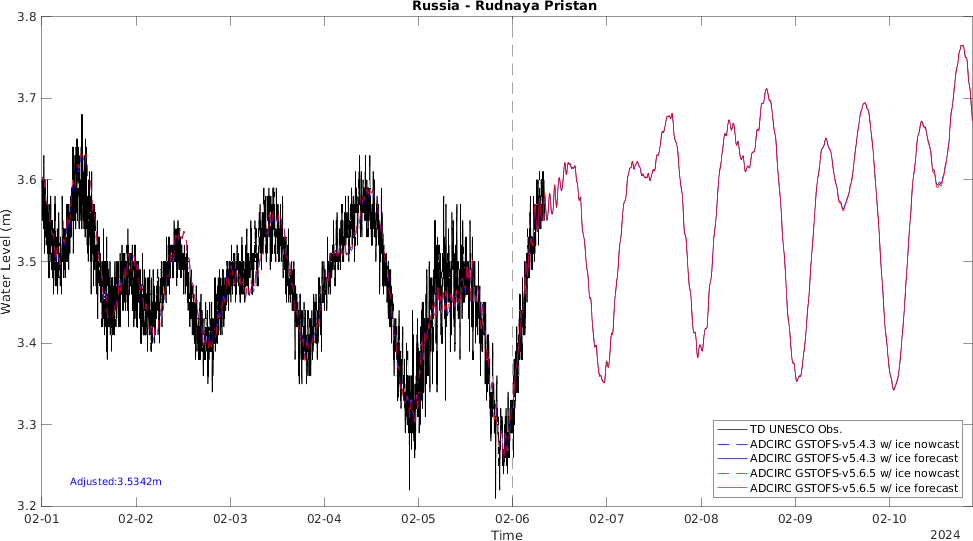 Russia - Rudnaya Pristan
3.8
3.7
3.6
3.5
3.4
3.3
3.2
Water Level (m)
Adjusted:3.5342m
TD UNESCO Obs.
ADCIRC GSTOFS-v5.4.3 w/ ice nowcast
ADCIRC GSTOFS-v5.4.3 w/ ice forecast
ADCIRC GSTOFS-v5.6.5 w/ ice nowcast
ADCIRC GSTOFS-v5.6.5 w/ ice forecast
02-01 02-02 02-03 02-04 02-05 02-06 02-07 02-08 02-09 02-10
Time
2024